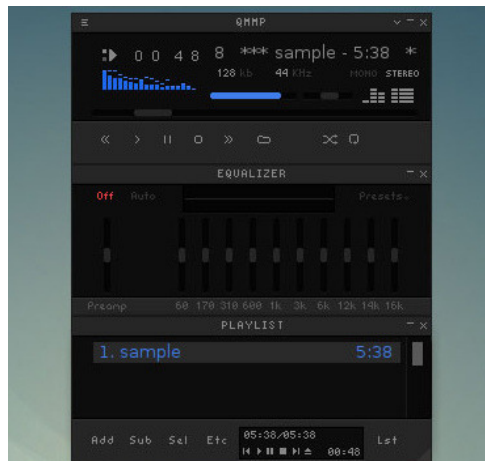 QMMP
00 48 8 *** sample - 5:38 *
128 kb 44 KHz MONO STEREO
EQUALIZER
Off Auto Presets
Preamp 60 170 310 600 1k 3k 6k 12k 14k 16k
PLAYLIST
1. sample 5:38
05:38/05:38
Add Sub Sel Etc Lst
00:48